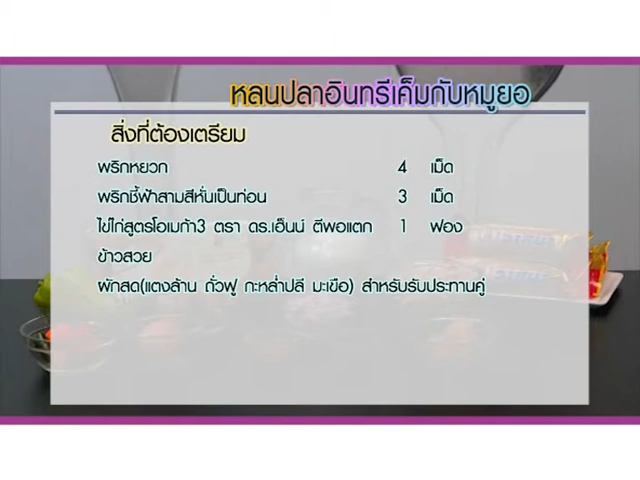 หลนปลาอินทรีเค็มกับหมูยอ
สิ่งที่ต้องเตรียม
พริกหยวก 4 เม็ด
พริกชี้ฟ้าสามสีหั่นเป็นท่อน 3 เม็ด
ไข่ไก่สูตรโอเมก้า3 ตรา ดร.เฮ็นน์ ตีพอแตก 1 ฟอง
ข้าวสวย
ผักสด(แตงล้าน ถั่วพู กะหล่ำปลี มะเขือ) สำหรับรับประทานคู่